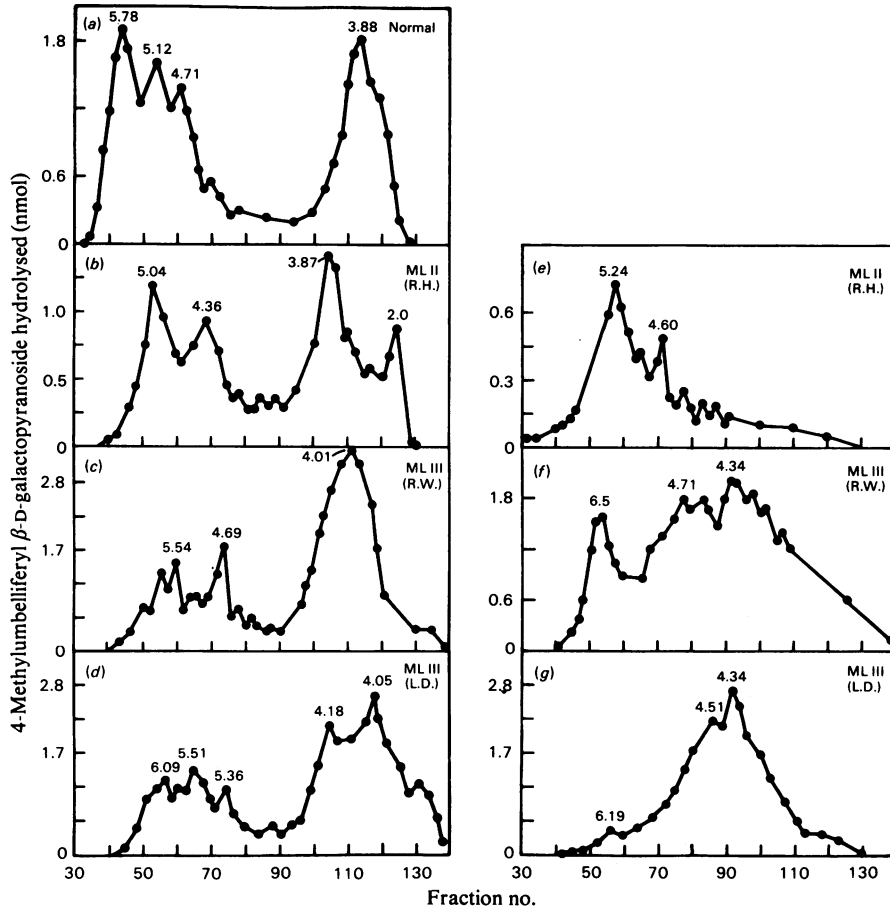 4-Methylumbelliferyl β-D-galactopyranoside hydrolysed (nmol)
(a) Normal
5.78
5.12
4.71
3.88
1.8
0.6
0
(b) ML II
(R.H.)
5.04
4.36
3.87
2.0
1.0
0.5
0
(c) ML III
(R.W.)
5.54
4.69
4.01
2.8
1.7
0
(d) ML III
(L.D.)
6.09
5.51
5.36
4.18
4.05
2.8
1.7
0
30 50 70 90 110 130
(e) ML II
(R.H.)
5.24
4.60
0.6
0.3
0
(f) ML III
(R.W.)
6.5
4.71
4.34
1.8
0.6
0
(g) ML III
(L.D.)
6.19
4.51
4.34
2.8
1.7
0
30 50 70 90 110 130
Fraction no.